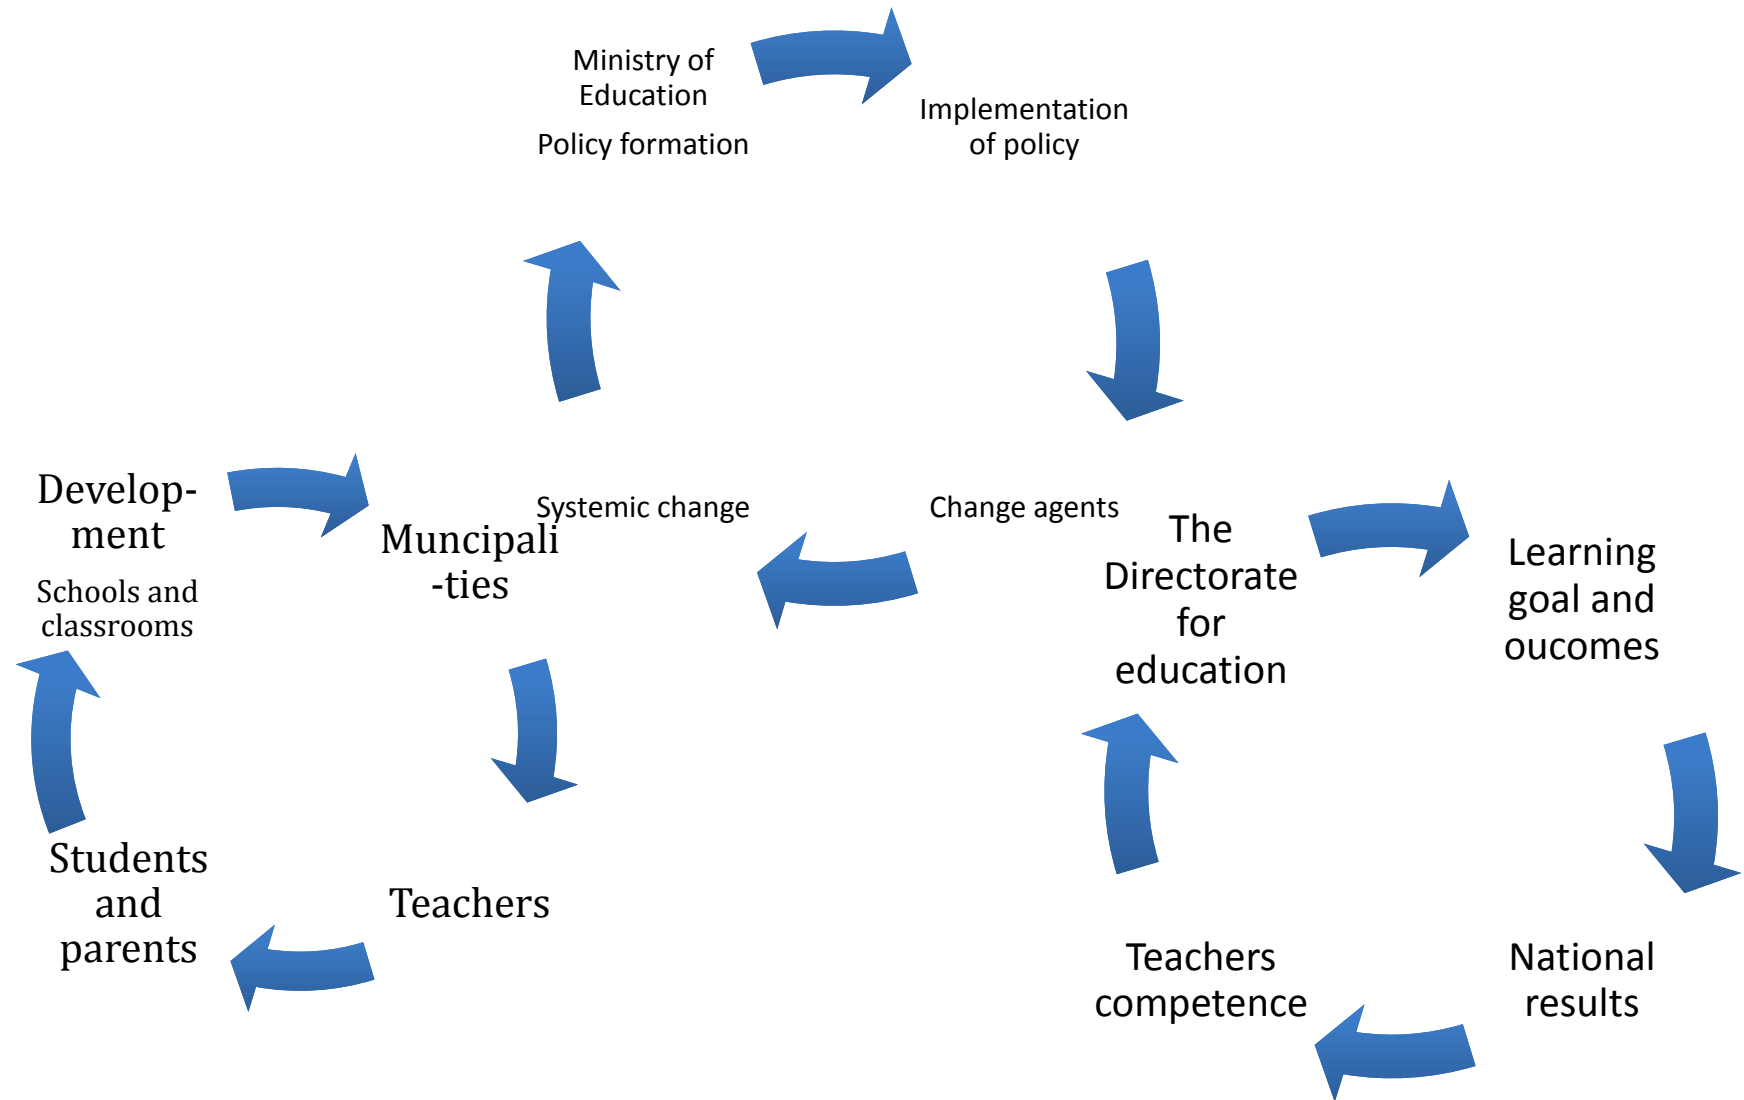 Ministry of
Education
Policy formation
Implementation
of policy
Develop-
ment
Schools and
classrooms
Systemic change
Muncipali
-ties
Change agents
The
Directorate
for
education
Learning
goal and
oucomes
Students
and
parents
Teachers
Teachers
competence
National
results